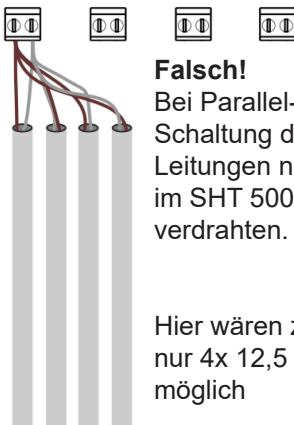 Falsch!
Bei Parallel-
Schaltung d
Leitungen n
im SHT 500
verdrahten.
Hier wären z
nur 4x 12,5
möglich